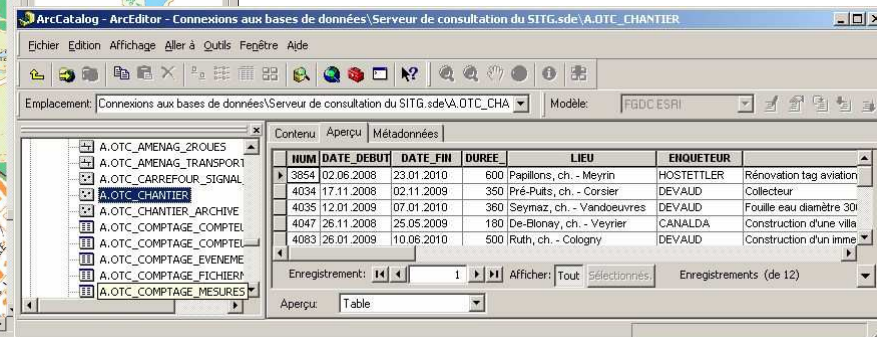 ArcCatalog - ArcEditor - Connexions aux bases de données\Serveur de consultation du SITG.sde\A.OTC_CHANTIER
Fichier Edition Affichage Aller à Outils Fenêtre Aide
Emplacement: Connexions aux bases de données\Serveur de consultation du SITG.sde\A.OTC_CHA Modèle: FGDC ESRI
A.OTC_AMENAG_2ROUES
A.OTC_AMENAG_TRANSPORT
A.OTC_CARREFOUR_SIGNAL_
A.OTC_CHANTIER
A.OTC_CHANTIER_ARCHIVE
A.OTC_COMPTAGE_COMPTEU
A.OTC_COMPTAGE_COMPTEU
A.OTC_COMPTAGE_EVENEME
A.OTC_COMPTAGE_FICHIERN
A.OTC_COMPTAGE_MESURES
Contenu Aperçu Métadonnées
NUM DATE_DEBUT DATE_FIN DUREE_ LIEU ENQUETEUR
3854 02.06.2008 23.01.2010 600 Papillons, ch. - Meyrin HOSTETTLER Rénovation tag aviation
4034 17.11.2008 02.11.2009 350 Pré-Puits, ch. - Corsier DEVAUD Collecteur
4035 12.01.2009 07.01.2010 360 Seymaz, ch. - Vandoeuvres DEVAUD Fouille eau diamètre 30
4047 26.11.2008 25.05.2009 180 De-Blonay, ch. - Veyrier CANALDA Construction d'une villa
4083 26.01.2009 10.06.2010 500 Ruth, ch. - Cologny DEVAUD Construction d'un imme
Enregistrement: 1 Afficher: Tout Sélectionnés. Enregistrements (de 12)
Aperçu: Table